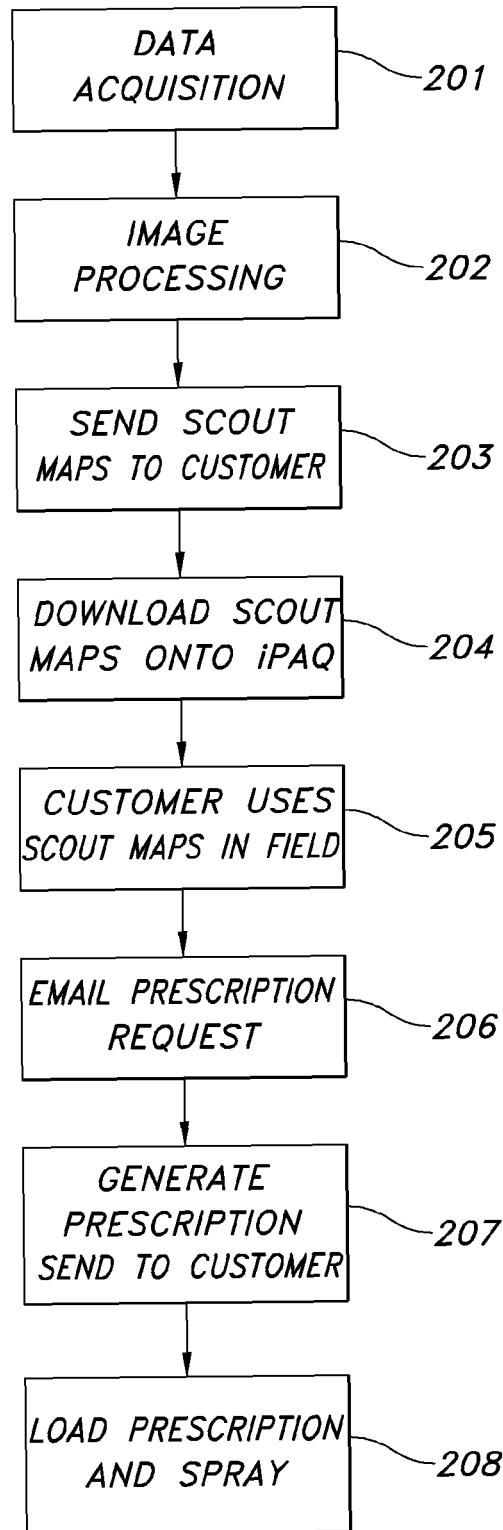 DATA
ACQUISITION
201
IMAGE
PROCESSING
202
SEND SCOUT
MAPS TO CUSTOMER
203
DOWNLOAD SCOUT
MAPS ONTO iPAQ
204
CUSTOMER USES
SCOUT MAPS IN FIELD
205
EMAIL PRESCRIPTION
REQUEST
206
GENERATE
PRESCRIPTION
SEND TO CUSTOMER
207
LOAD PRESCRIPTION
AND SPRAY
208